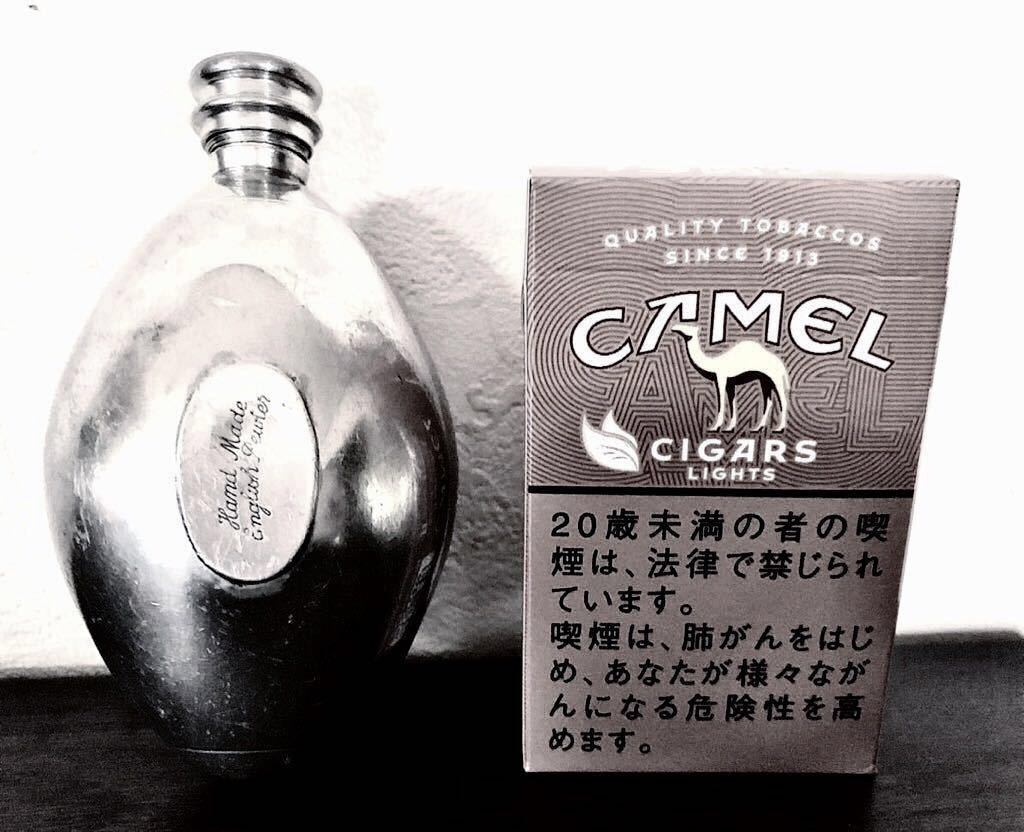 Hand Made
English Pewter
QUALITY TOBACCOS
SINCE 1913
CAMEL
CAMEL
CIGARS
LIGHTS
20歳未満の者の喫
煙は、法律で禁じられ
ています。
喫煙は、肺がんをはじ
め、あなたが様々なが
んになる危険性を高
めます。